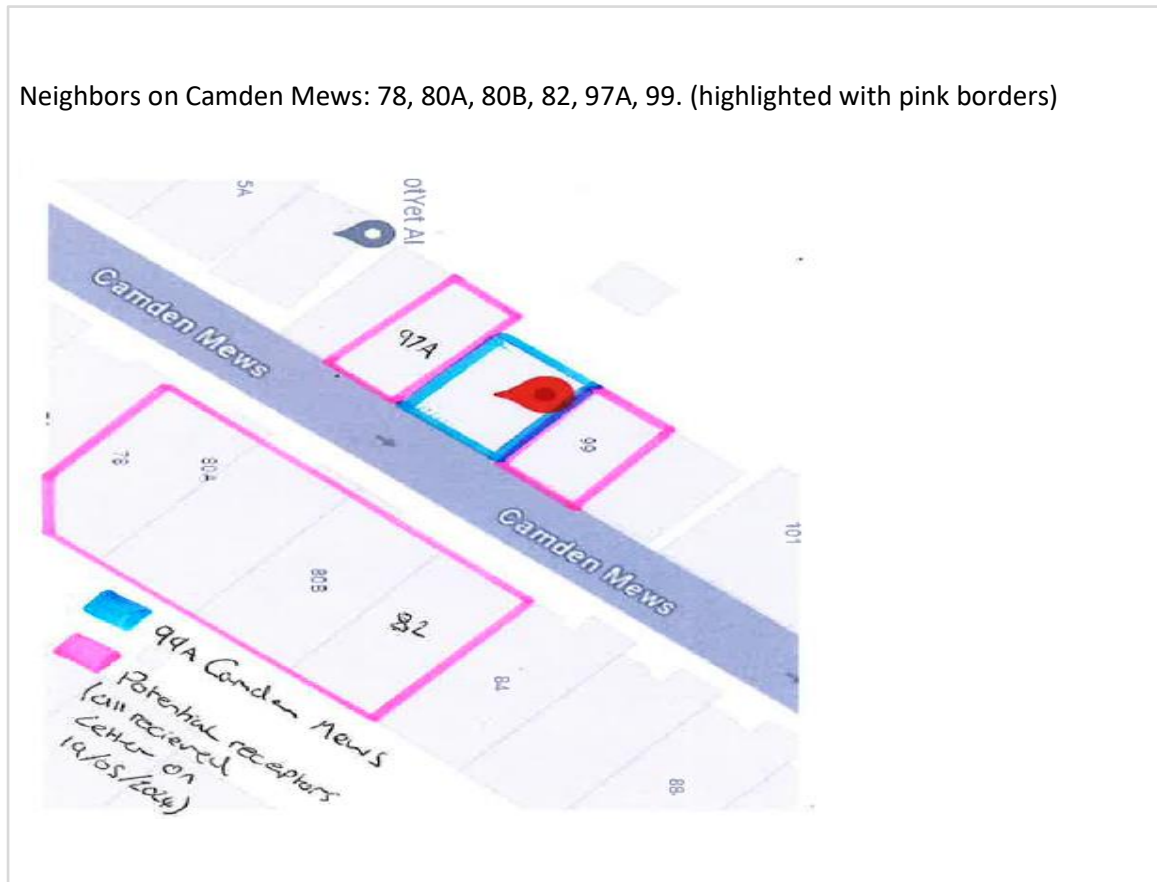 Neighbors on Camden Mews: 78, 80A, 80B, 82, 97A, 99. (highlighted with pink borders)
5A
otYet Al
Camden Mews
97A
99
78
80A
Camden Mews
101
80B
82
84
88
99A Camden Mews
Potential receptors
(all recieved
Letter on
19/05/2024)